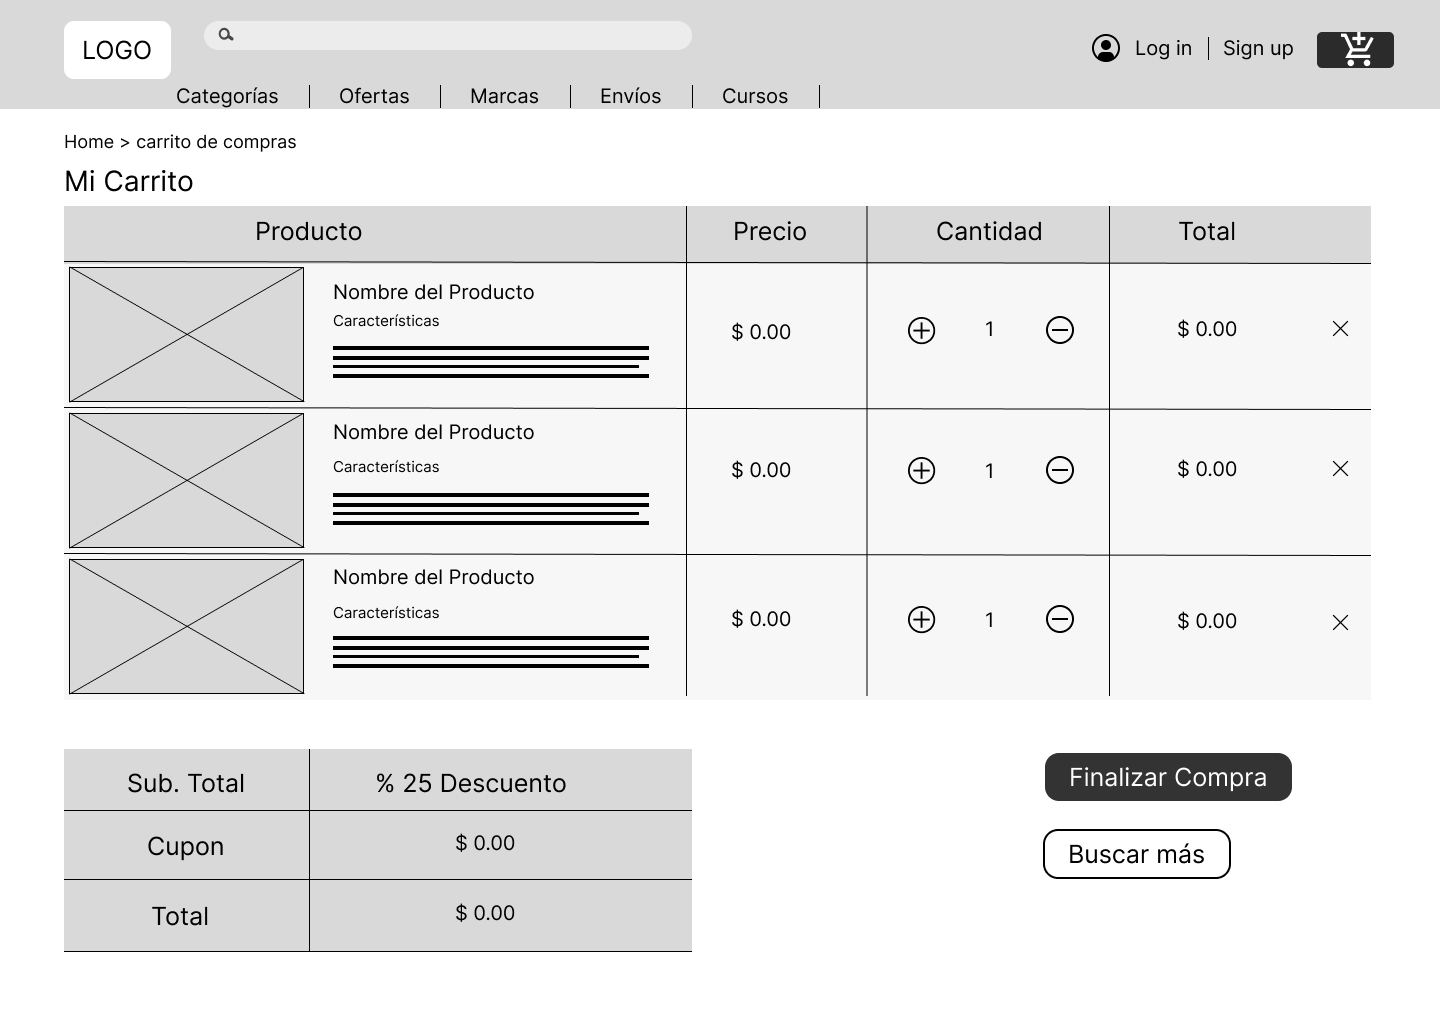 LOGO
Log in
Sign up
Categorías
Ofertas
Marcas
Envíos
Cursos
Home > carrito de compras
Mi Carrito
Producto
Precio
Cantidad
Total
Nombre del Producto
Características
$ 0.00
1
$ 0.00
Nombre del Producto
Características
$ 0.00
1
$ 0.00
Nombre del Producto
Características
$ 0.00
1
$ 0.00
Sub. Total
% 25 Descuento
Cupon
$ 0.00
Total
$ 0.00
Finalizar Compra
Buscar más